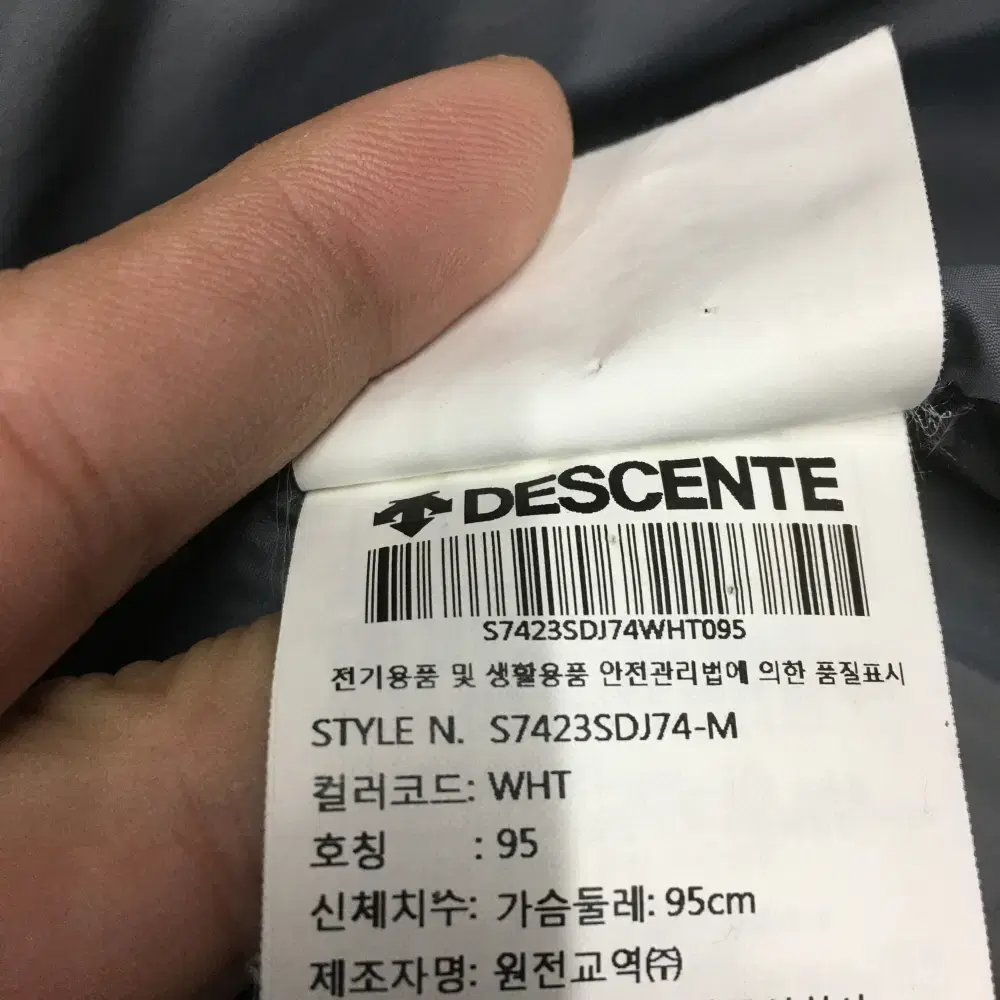 DESCENTE
S7423SDJ74WHT095
전기용품 및 생활용품 안전관리법에 의한 품질표시
STYLE N. S7423SDJ74-M
컬러코드: WHT
호칭 : 95
신체치수: 가슴둘레: 95cm
제조자명: 원전교역㈜